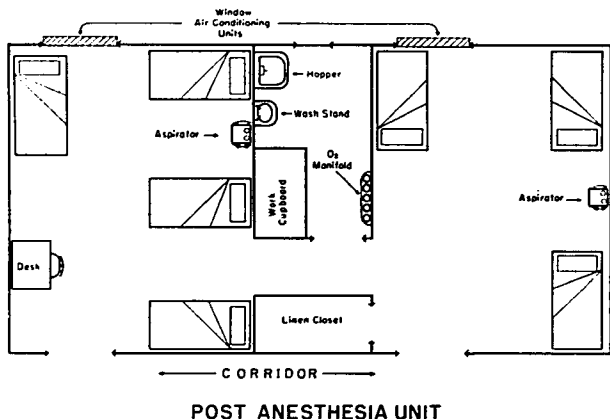 Window
Air Conditioning
Units
Hopper
Wash Stand
Aspirator
O2
Manifold
Work
Cupboard
Aspirator
Desk
Linen Closet
CORRIDOR
POST ANESTHESIA UNIT